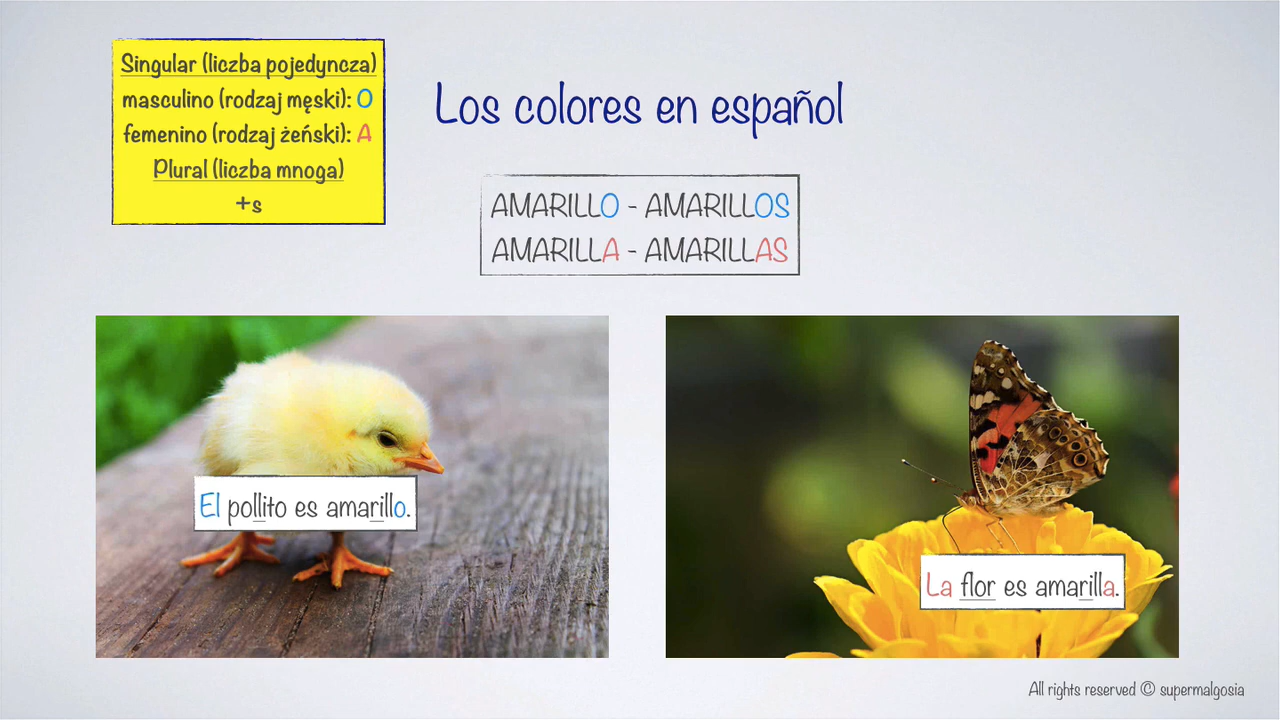 Singular (liczba pojedyncza)
masculino (rodzaj męski): O
femenino (rodzaj żeński): A
Plural (liczba mnoga)
+s
Los colores en español
AMARILLO - AMARILLOS
AMARILLA - AMARILLAS
El pollito es amarillo.
La flor es amarilla.
All rights reserved © supermalgosia